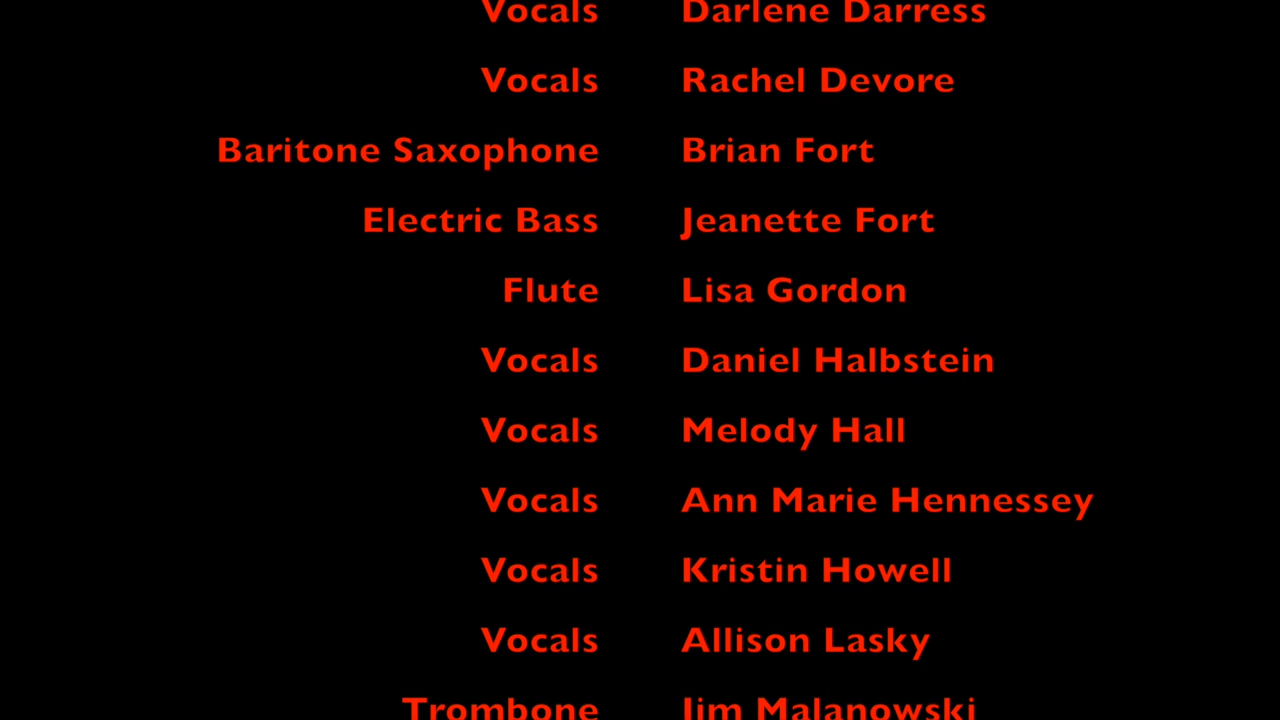 Vocals Darlene Darress
Vocals Rachel Devore
Baritone Saxophone Brian Fort
Electric Bass Jeanette Fort
Flute Lisa Gordon
Vocals Daniel Halbstein
Vocals Melody Hall
Vocals Ann Marie Hennessey
Vocals Kristin Howell
Vocals Allison Lasky
Trombone Jim Malanowski